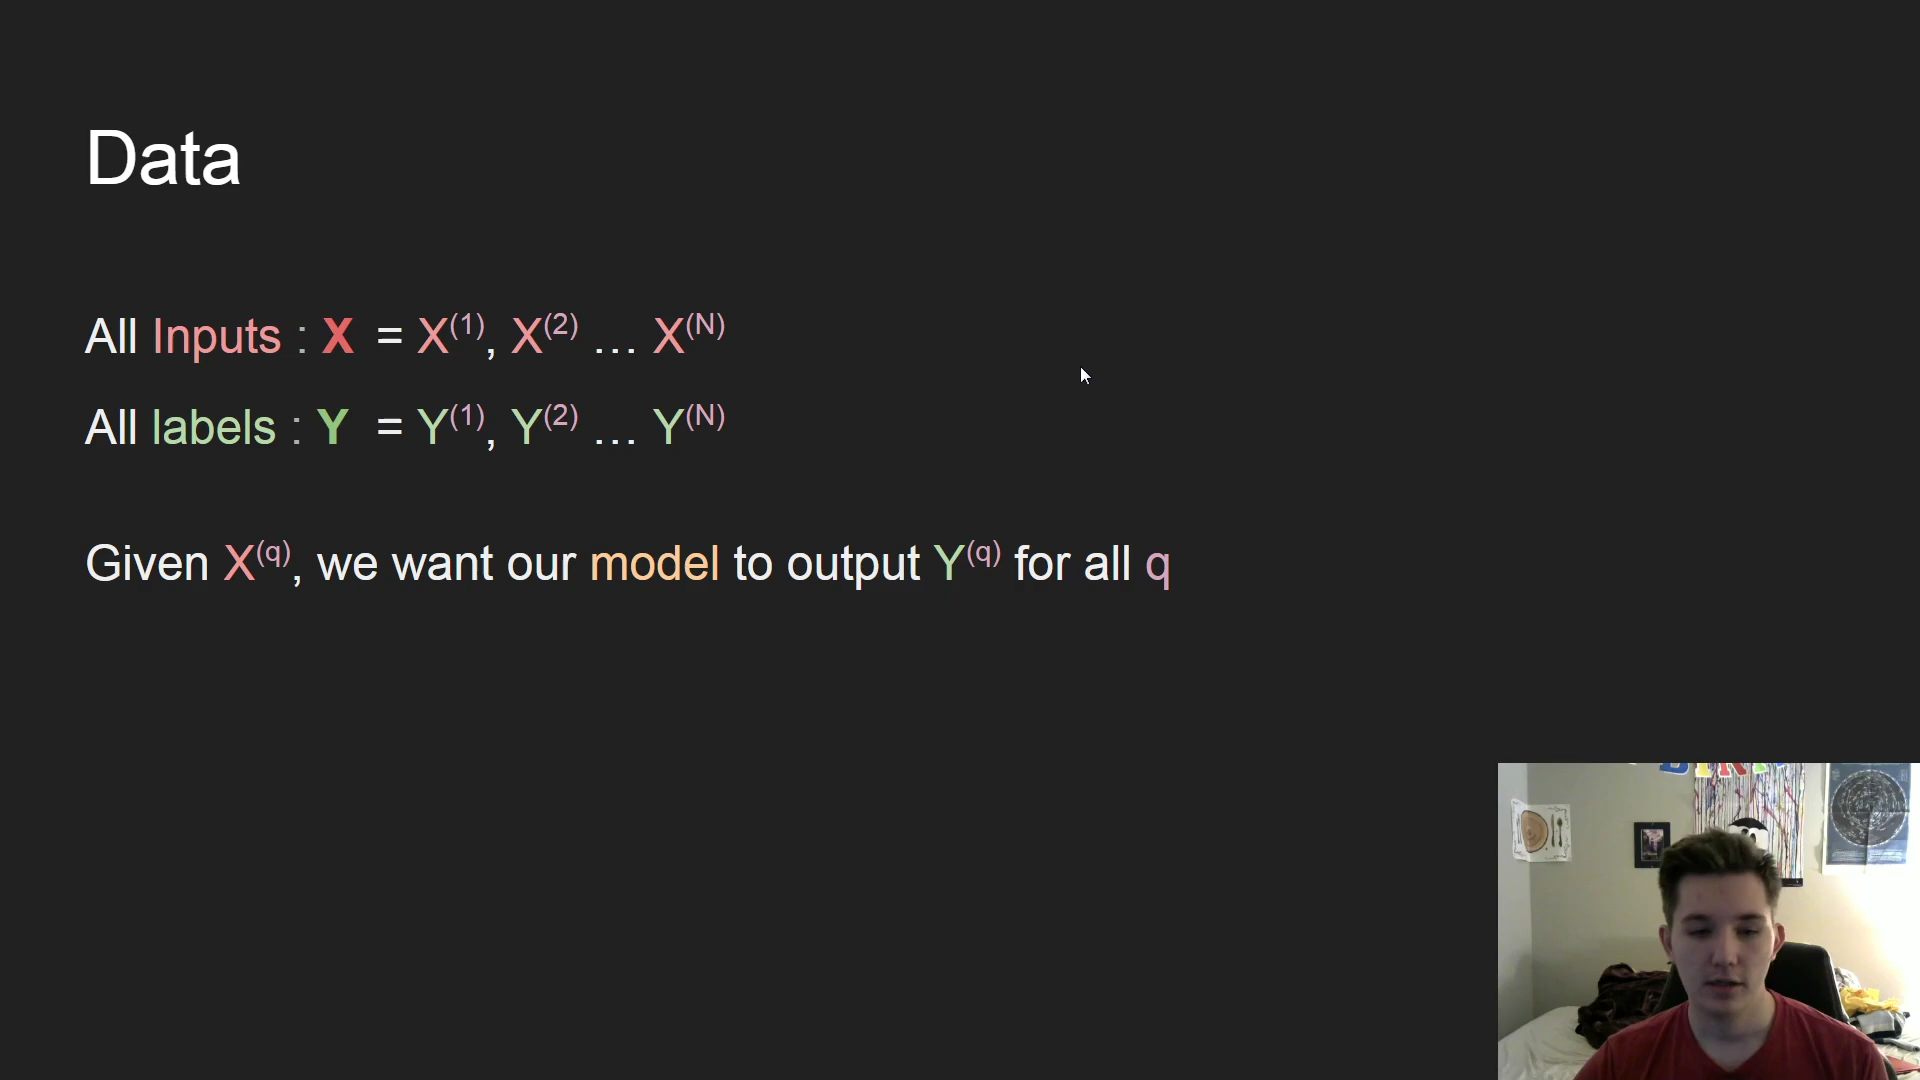 Data
All Inputs : X = X⁽¹⁾, X⁽²⁾ ... X⁽ᴺ⁾
All labels : Y = Y⁽¹⁾, Y⁽²⁾ ... Y⁽ᴺ⁾
Given X^(q), we want our model to output Y^(q) for all q